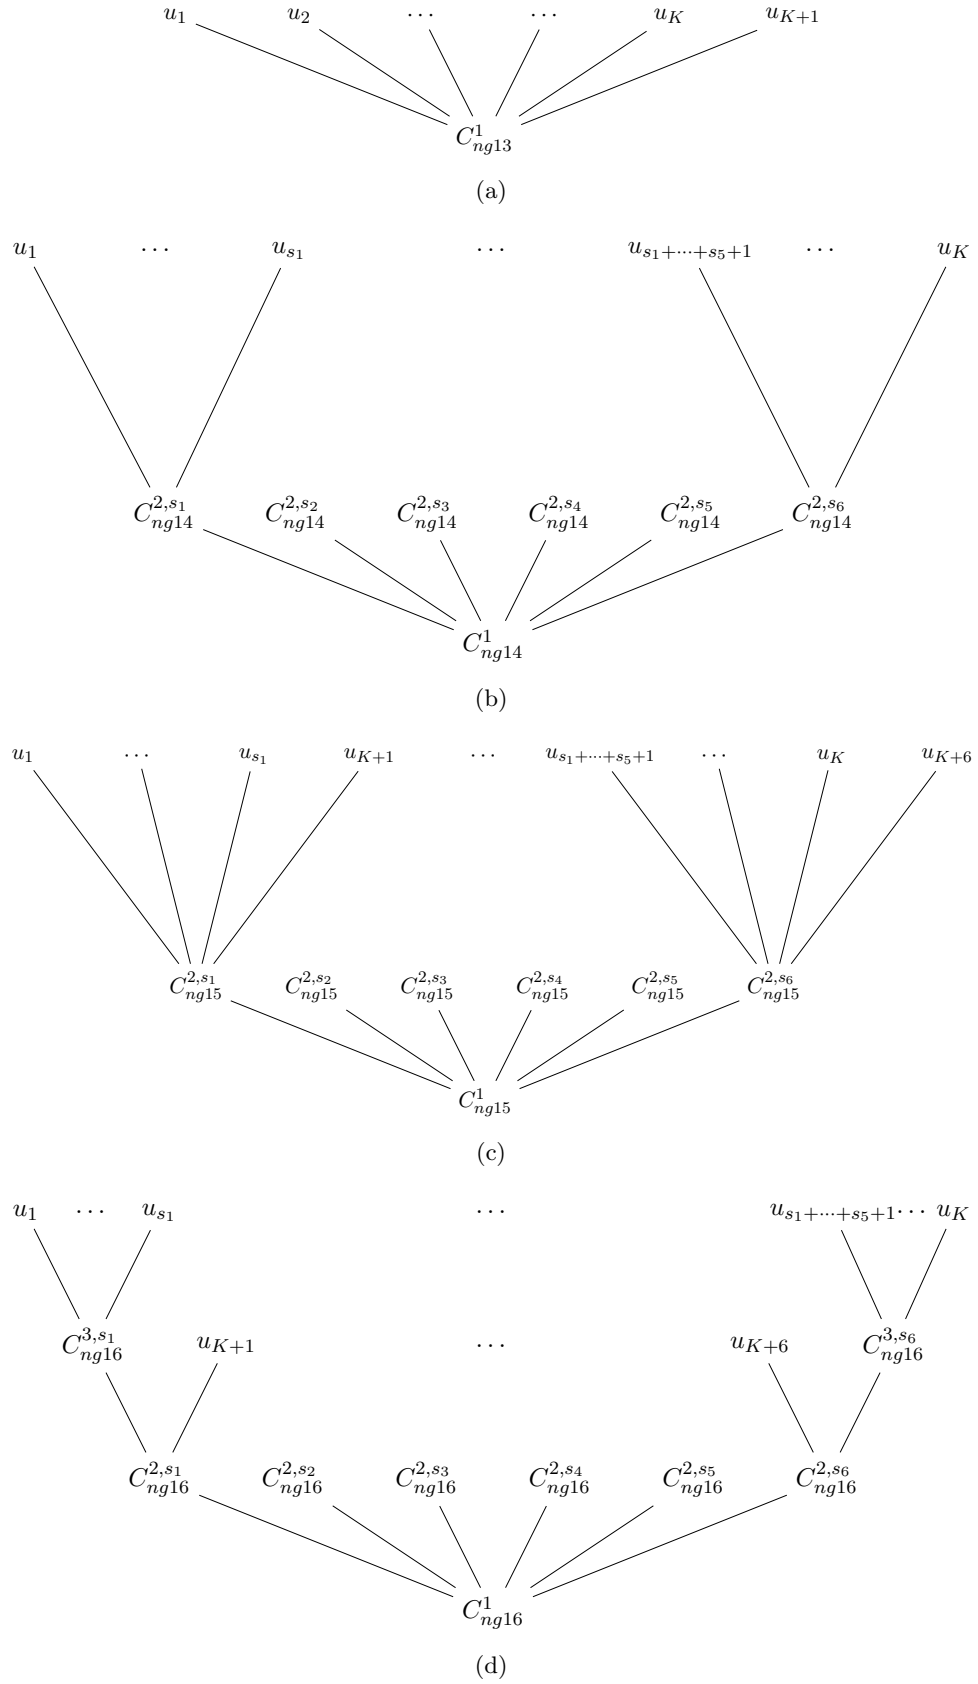 u_1 u_2 ⋯ ⋯ u_K u_{K+1}
C^1_{ng13}
(a)
u_1 ⋯ u_{s_1} ⋯ u_{s_1+⋯+s_5+1} ⋯ u_K
C^{2,s_1}_{ng14} C^{2,s_2}_{ng14} C^{2,s_3}_{ng14} C^{2,s_4}_{ng14} C^{2,s_5}_{ng14} C^{2,s_6}_{ng14}
C^1_{ng14}
(b)
u_1 ⋯ u_{s_1} u_{K+1} ⋯ u_{s_1+⋯+s_5+1} ⋯ u_K u_{K+6}
C^{2,s_1}_{ng15} C^{2,s_2}_{ng15} C^{2,s_3}_{ng15} C^{2,s_4}_{ng15} C^{2,s_5}_{ng15} C^{2,s_6}_{ng15}
C^1_{ng15}
(c)
u_1 ⋯ u_{s_1} ⋯ u_{s_1+⋯+s_5+1} ⋯ u_K
C^{3,s_1}_{ng16} u_{K+1} ⋯ u_{K+6} C^{3,s_6}_{ng16}
C^{2,s_1}_{ng16} C^{2,s_2}_{ng16} C^{2,s_3}_{ng16} C^{2,s_4}_{ng16} C^{2,s_5}_{ng16} C^{2,s_6}_{ng16}
C^1_{ng16}
(d)